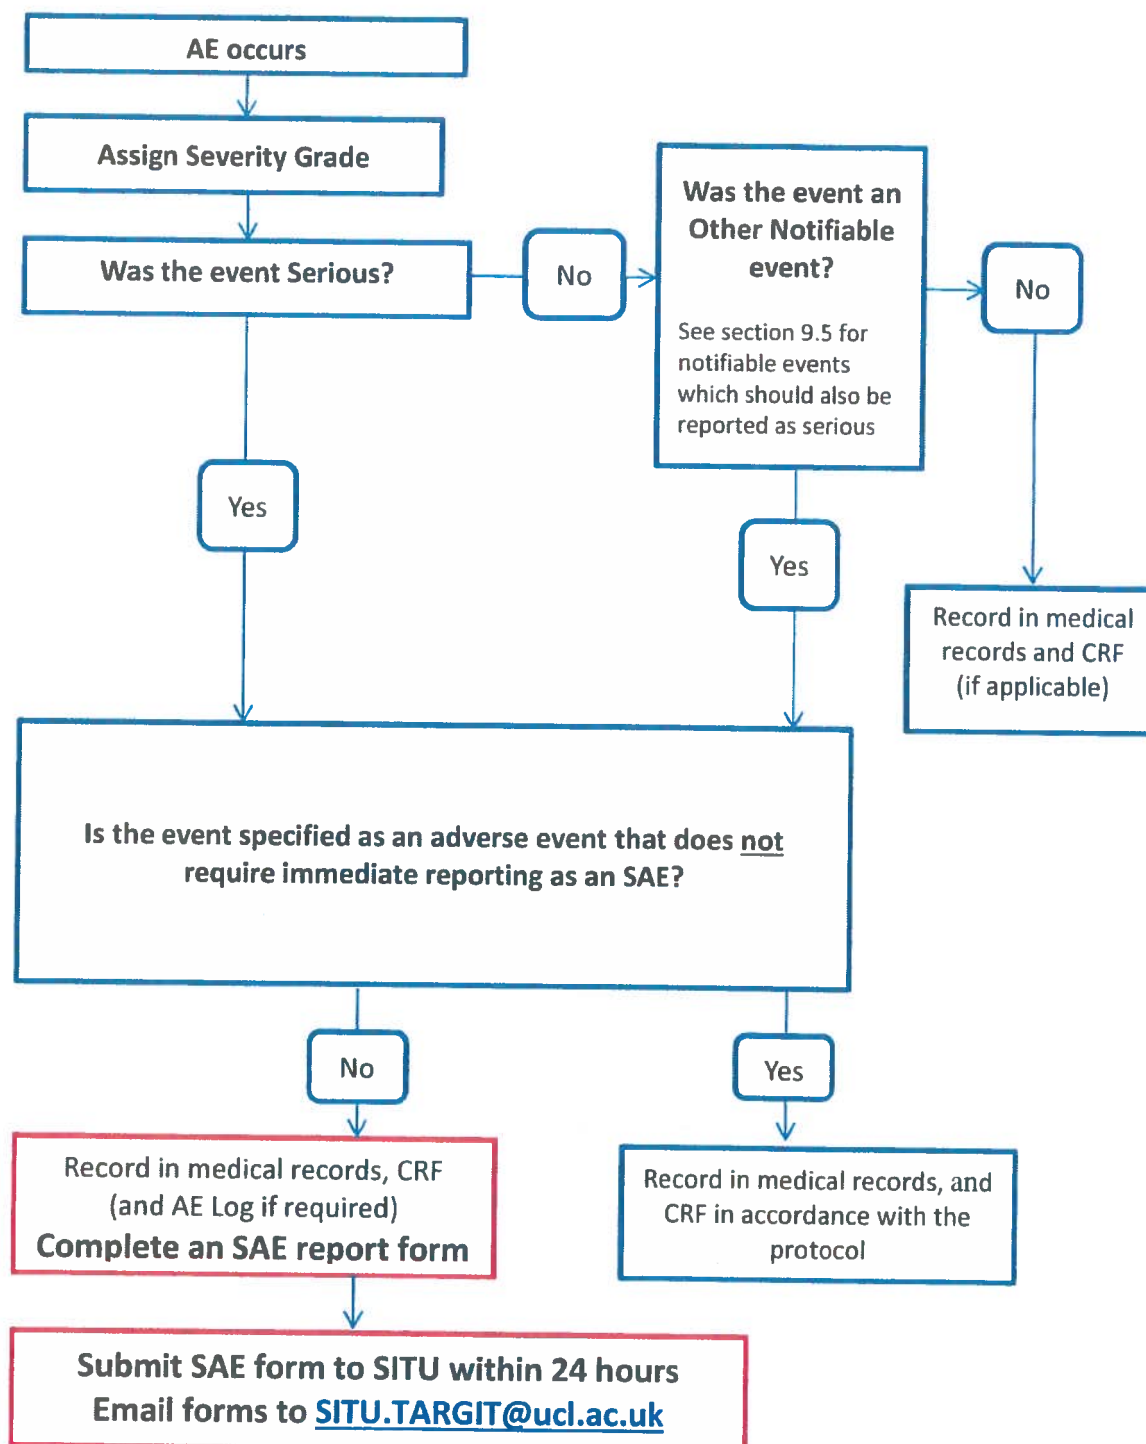 AE occurs
Assign Severity Grade
Was the event Serious?
No
Was the event an
Other Notifiable
event?
See section 9.5 for
notifiable events
which should also be
reported as serious
No
Yes
Yes
Record in medical
records and CRF
(if applicable)
Is the event specified as an adverse event that does not
require immediate reporting as an SAE?
No
Yes
Record in medical records, CRF
(and AE Log if required)
Complete an SAE report form
Record in medical records, and
CRF in accordance with the
protocol
Submit SAE form to SITU within 24 hours
Email forms to SITU.TARGIT@ucl.ac.uk